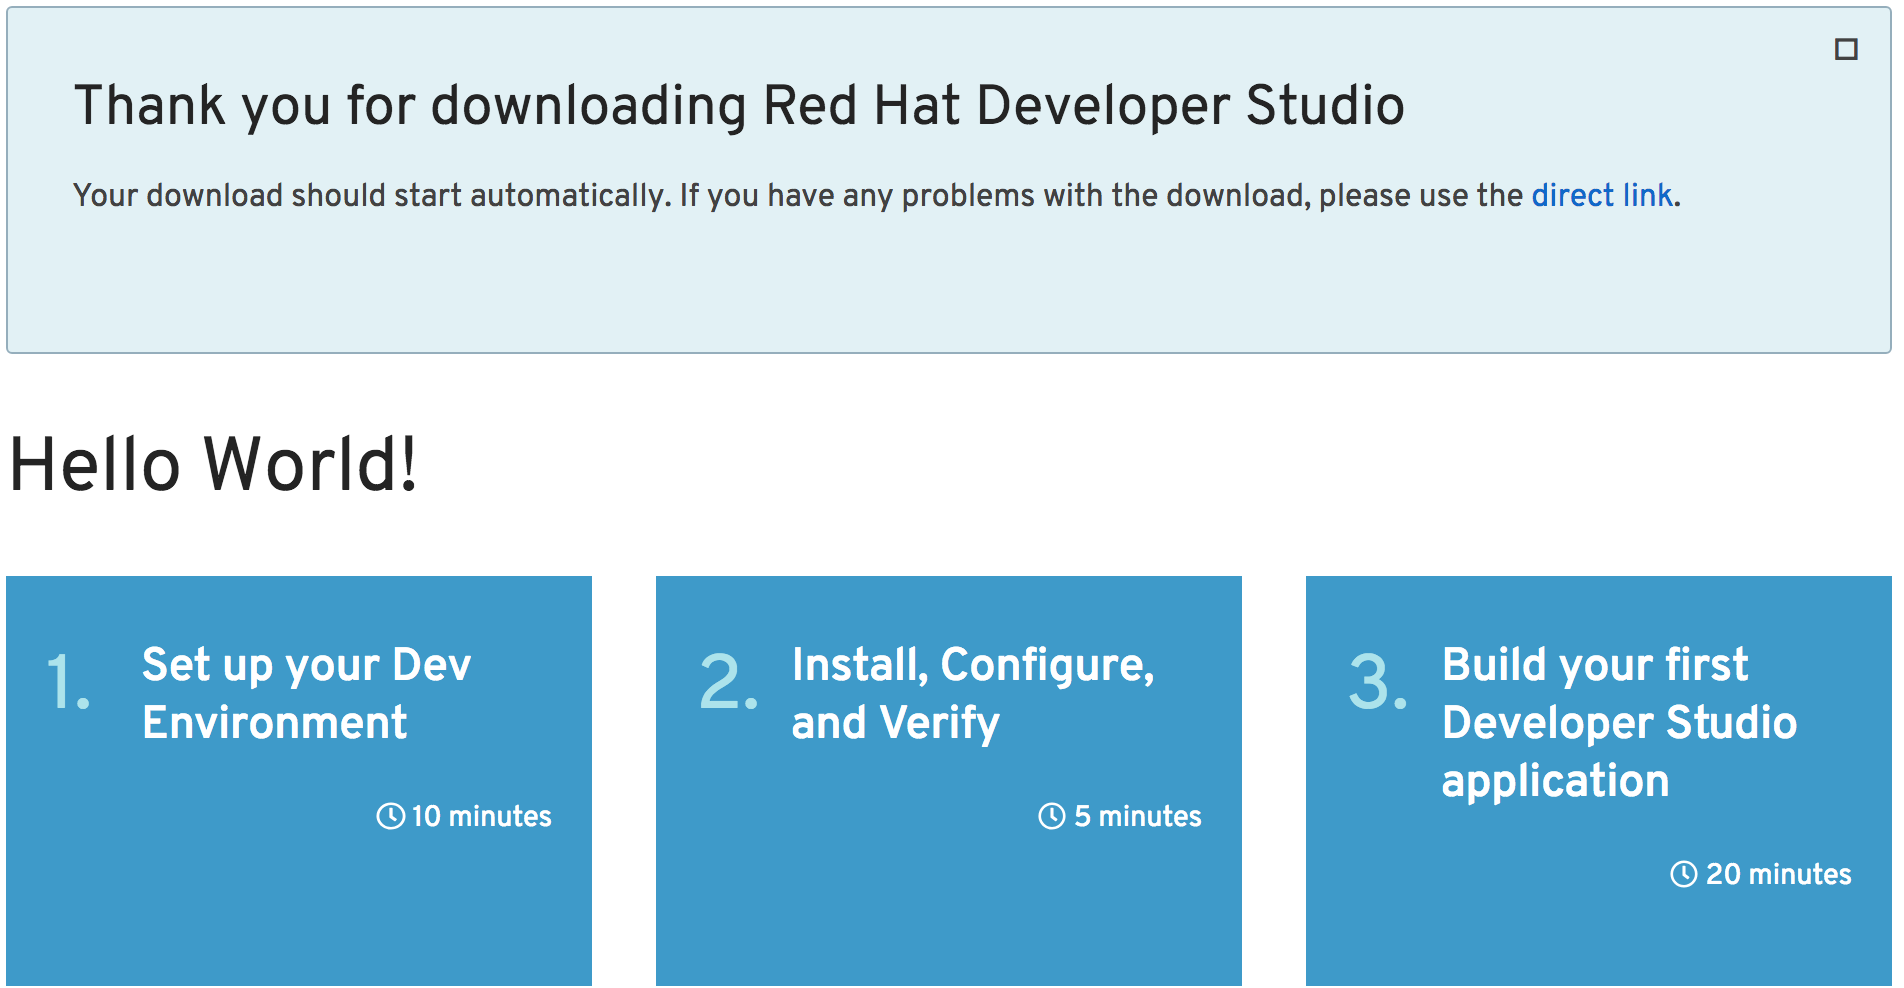 Thank you for downloading Red Hat Developer Studio
Your download should start automatically. If you have any problems with the download, please use the direct link.
Hello World!
1. Set up your Dev
Environment
10 minutes
2. Install, Configure,
and Verify
5 minutes
3. Build your first
Developer Studio
application
20 minutes